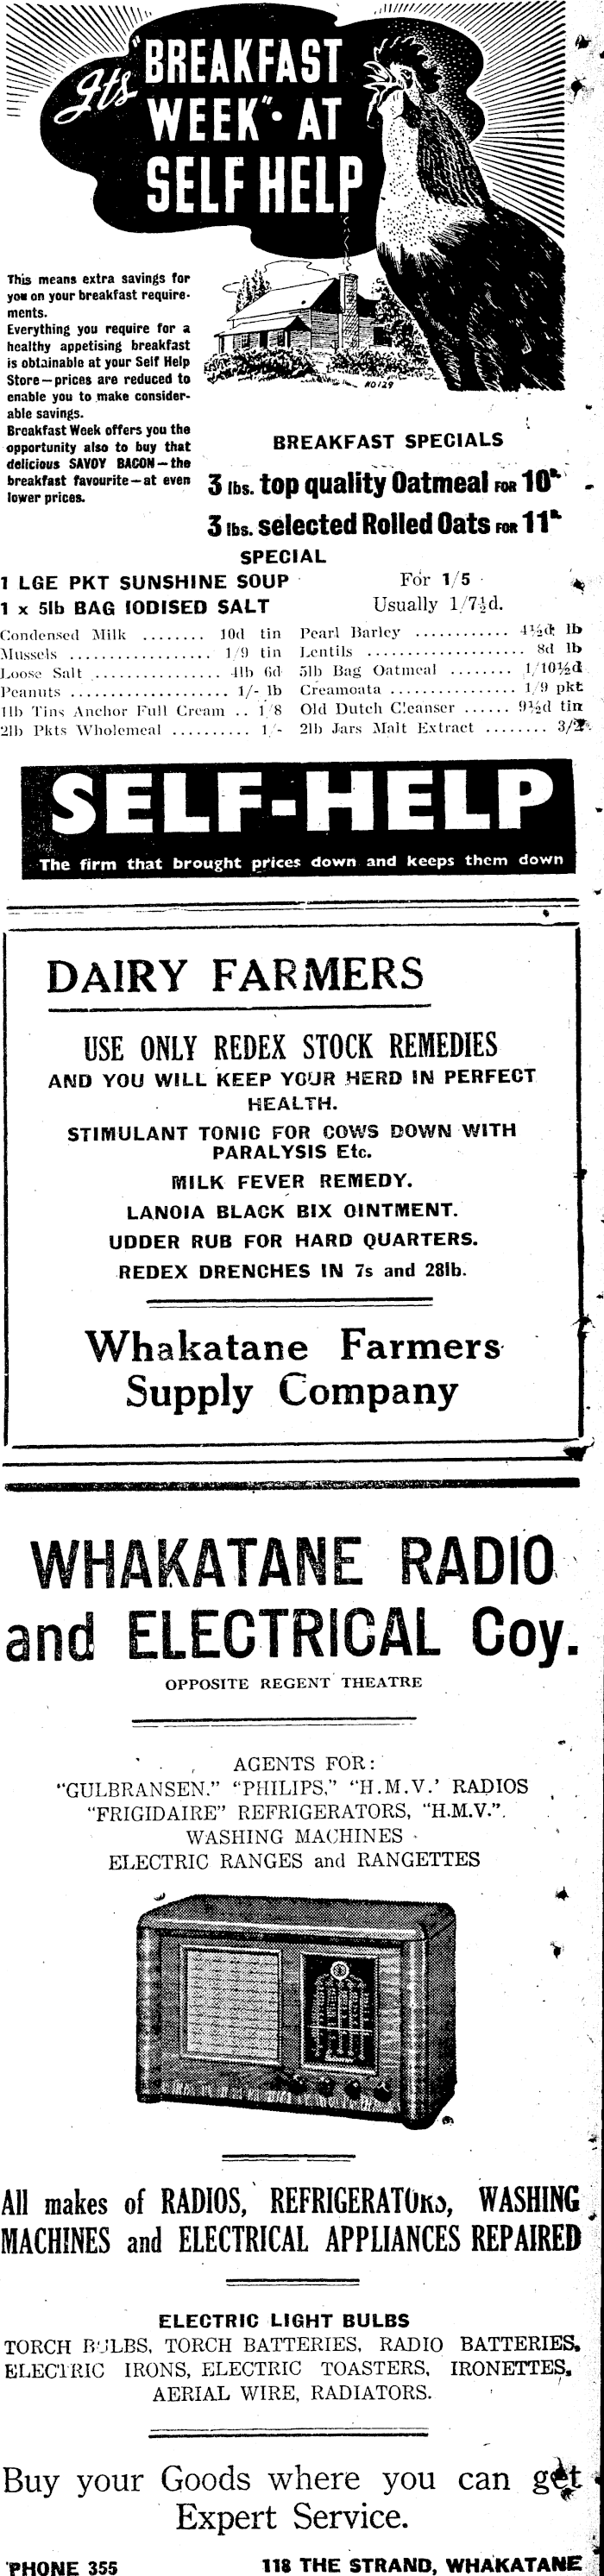 It's "BREAKFAST
WEEK" AT
SELF HELP
This means extra savings for
you on your breakfast require-
ments.
Everything you require for a
healthy appetising breakfast
is obtainable at your Self Help
Store—prices are reduced to
enable you to make consider-
able savings.
Breakfast Week offers you the
opportunity also to buy that
delicious SAVOY BACON—the
breakfast favourite—at even
lower prices.
NO 129
BREAKFAST SPECIALS
3 lbs. top quality Oatmeal FOR 10d.
3 lbs. selected Rolled Oats FOR 11d.
SPECIAL
1 LGE PKT SUNSHINE SOUP For 1/5
1 x 5lb BAG IODISED SALT Usually 1/7½d.
Condensed Milk ........ 10d tin
Mussels .................. 1/9 tin
Loose Salt ................ 4lb 6d
Peanuts .................... 1/- lb
1lb Tins Anchor Full Cream .. 1/8
2lb Pkts Wholemeal .......... 1/-
Pearl Barley ............ 4½d lb
Lentils .................... 8d lb
5lb Bag Oatmeal ........ 1/10½d
Creamoata ................ 1/9 pkt
Old Dutch Cleanser ...... 9½d tin
2lb Jars Malt Extract ........ 3/2
SELF-HELP
The firm that brought prices down and keeps them down
DAIRY FARMERS
USE ONLY REDEX STOCK REMEDIES
AND YOU WILL KEEP YOUR HERD IN PERFECT
HEALTH.
STIMULANT TONIC FOR COWS DOWN WITH
PARALYSIS Etc.
MILK FEVER REMEDY.
LANOIA BLACK BIX OINTMENT.
UDDER RUB FOR HARD QUARTERS.
REDEX DRENCHES IN 7s and 28lb.
Whakatane Farmers
Supply Company
WHAKATANE RADIO
and ELECTRICAL Coy.
OPPOSITE REGENT THEATRE
AGENTS FOR:
"GULBRANSEN." "PHILIPS," "H.M.V.' RADIOS
"FRIGIDAIRE" REFRIGERATORS, "H.M.V.".
WASHING MACHINES
ELECTRIC RANGES and RANGETTES
All makes of RADIOS, REFRIGERATORS, WASHING
MACHINES and ELECTRICAL APPLIANCES REPAIRED
ELECTRIC LIGHT BULBS
TORCH BULBS, TORCH BATTERIES, RADIO BATTERIES,
ELECTRIC IRONS, ELECTRIC TOASTERS, IRONETTES,
AERIAL WIRE, RADIATORS.
Buy your Goods where you can get
Expert Service.
'PHONE 355 118 THE STRAND, WHAKATANE